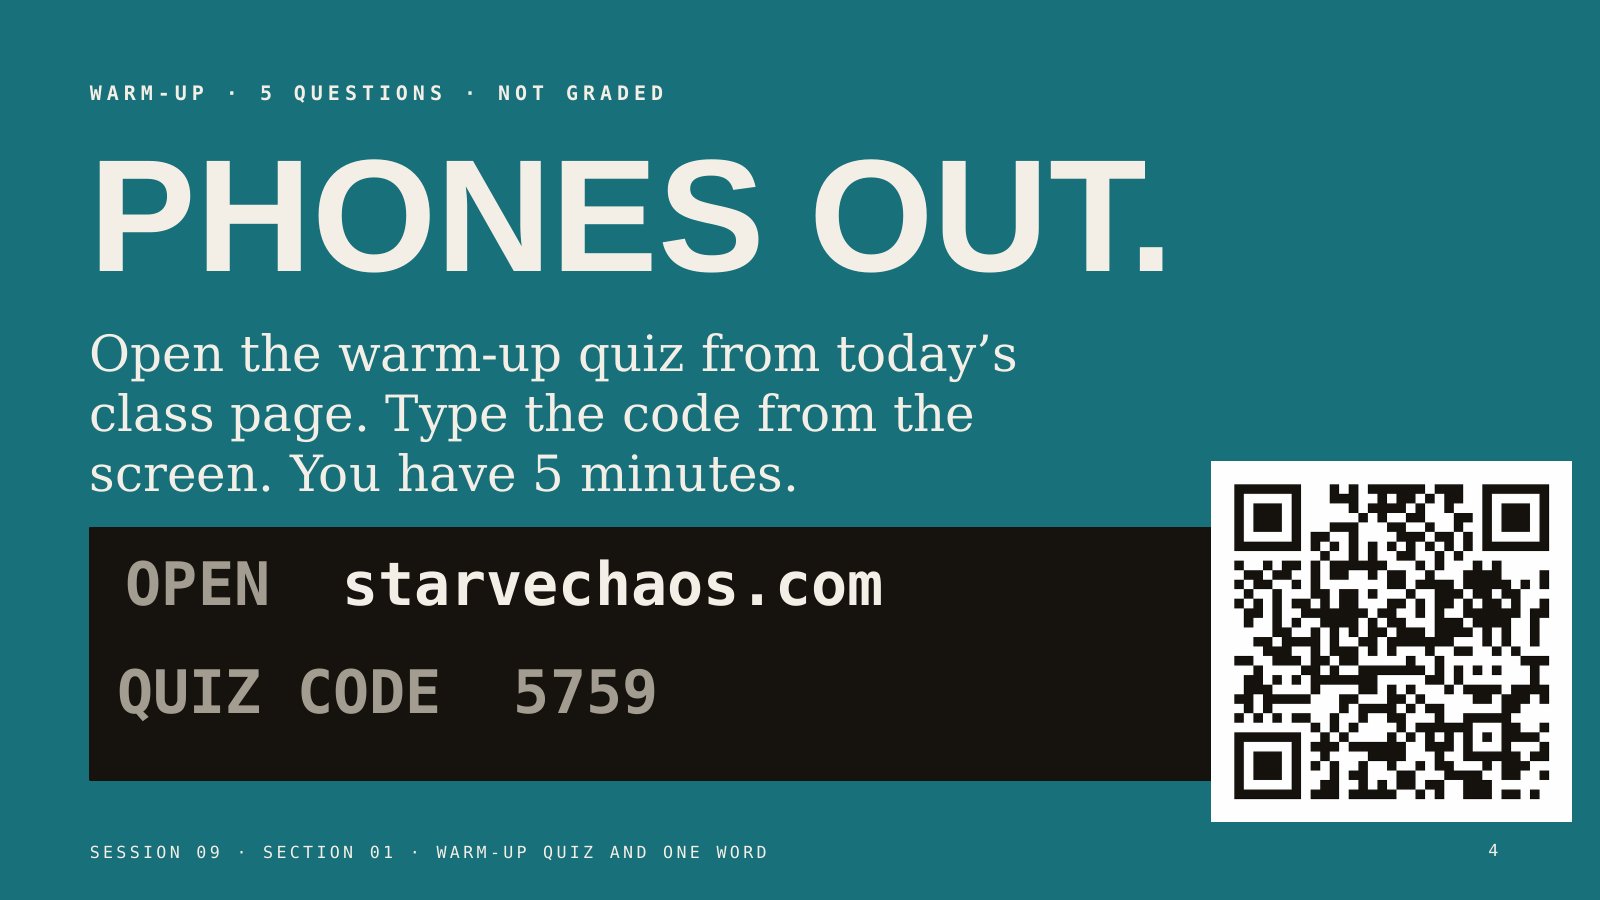 WARM-UP · 5 QUESTIONS · NOT GRADED
PHONES OUT.
Open the warm-up quiz from today’s
class page. Type the code from the
screen. You have 5 minutes.
OPEN starvechaos.com
QUIZ CODE 5759
SESSION 09 · SECTION 01 · WARM-UP QUIZ AND ONE WORD
4